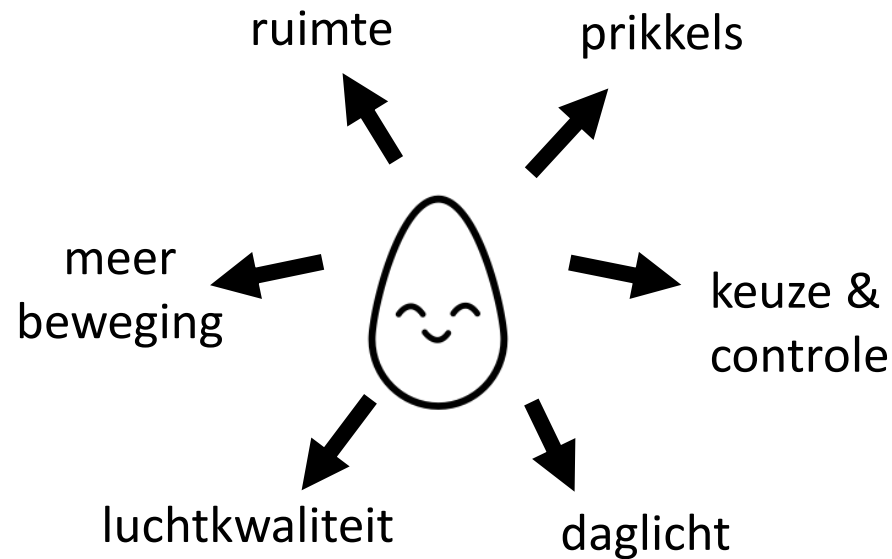 ruimte
prikkels
meer
beweging
keuze &
controle
luchtkwaliteit
daglicht